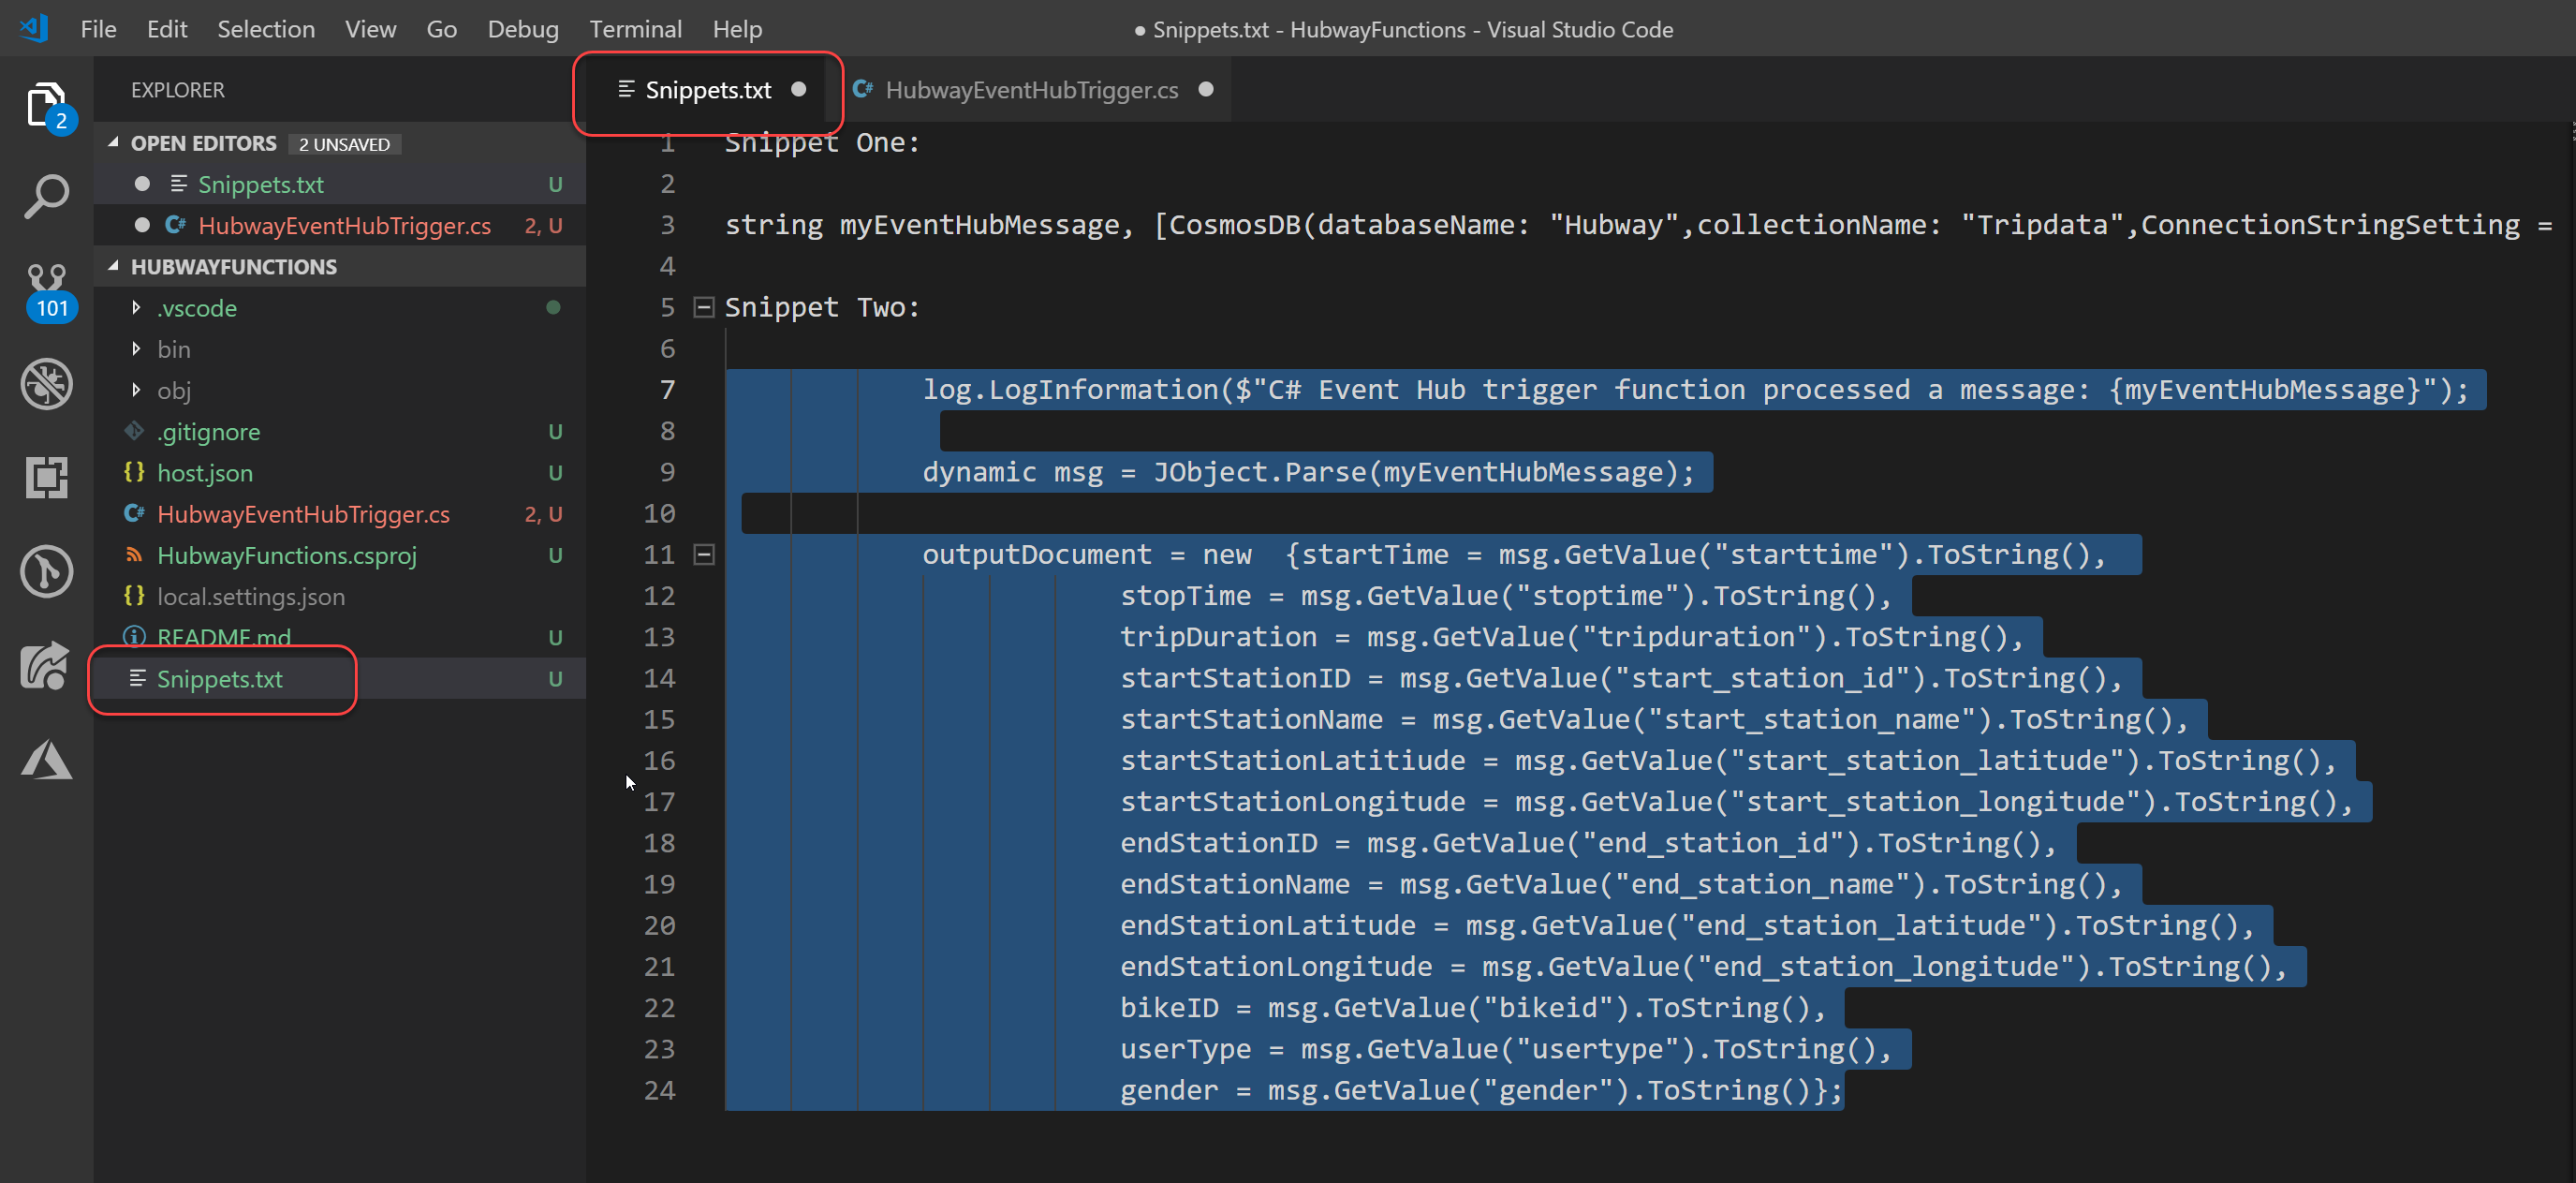 File Edit Selection View Go Debug Terminal Help
● Snippets.txt - HubwayFunctions - Visual Studio Code
EXPLORER
Snippets.txt
C# HubwayEventHubTrigger.cs
2
OPEN EDITORS 2 UNSAVED
Snippets.txt U
C# HubwayEventHubTrigger.cs 2, U
HUBWAYFUNCTIONS
101
.vscode
bin
obj
.gitignore U
{} host.json U
C# HubwayEventHubTrigger.cs 2, U
HubwayFunctions.csproj U
{} local.settings.json
README.md U
Snippets.txt U
1 Snippet One:
2
3 string myEventHubMessage, [CosmosDB(databaseName: "Hubway",collectionName: "Tripdata",ConnectionStringSetting =
4
5 Snippet Two:
6
7 log.LogInformation($"C# Event Hub trigger function processed a message: {myEventHubMessage}");
8
9 dynamic msg = JObject.Parse(myEventHubMessage);
10
11 outputDocument = new  {startTime = msg.GetValue("starttime").ToString(),
12 stopTime = msg.GetValue("stoptime").ToString(),
13 tripDuration = msg.GetValue("tripduration").ToString(),
14 startStationID = msg.GetValue("start_station_id").ToString(),
15 startStationName = msg.GetValue("start_station_name").ToString(),
16 startStationLatitiude = msg.GetValue("start_station_latitude").ToString(),
17 startStationLongitude = msg.GetValue("start_station_longitude").ToString(),
18 endStationID = msg.GetValue("end_station_id").ToString(),
19 endStationName = msg.GetValue("end_station_name").ToString(),
20 endStationLatitude = msg.GetValue("end_station_latitude").ToString(),
21 endStationLongitude = msg.GetValue("end_station_longitude").ToString(),
22 bikeID = msg.GetValue("bikeid").ToString(),
23 userType = msg.GetValue("usertype").ToString(),
24 gender = msg.GetValue("gender").ToString()};